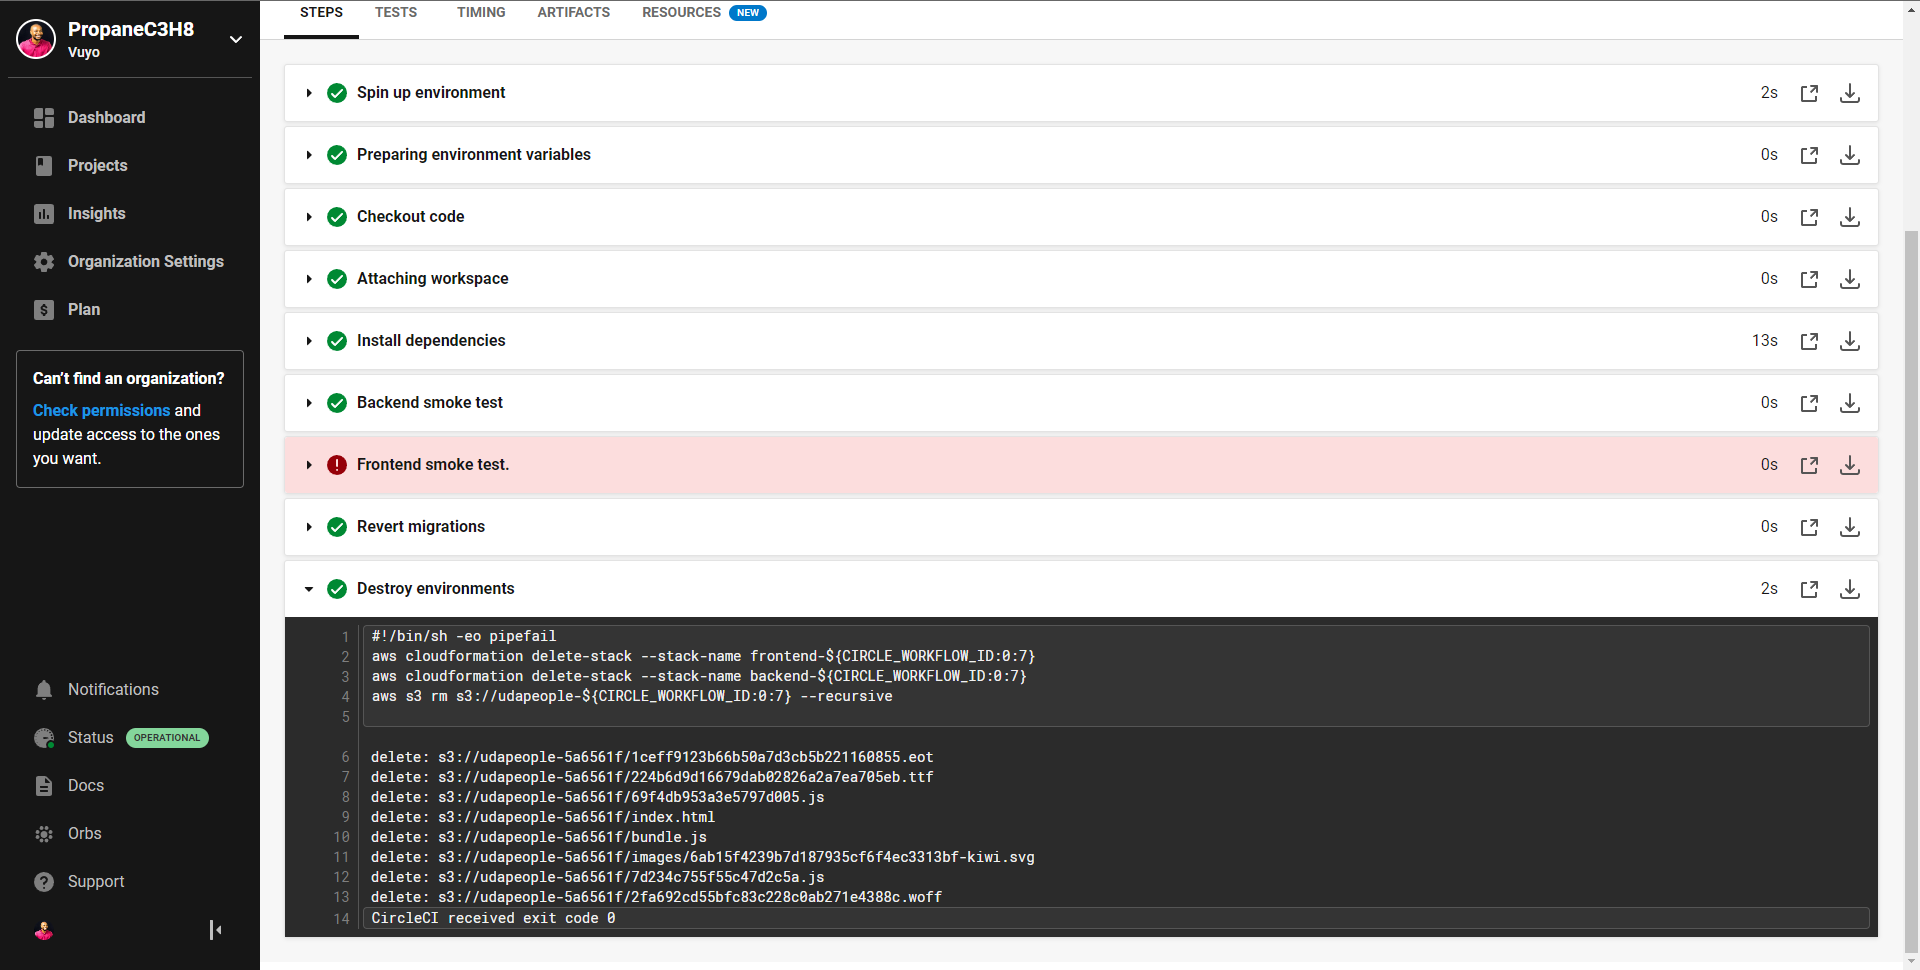 PropaneC3H8
Vuyo
Dashboard
Projects
Insights
Organization Settings
Plan
Can't find an organization?
Check permissions and
update access to the ones
you want.
Notifications
Status OPERATIONAL
Docs
Orbs
Support
STEPS TESTS TIMING ARTIFACTS RESOURCES NEW
Spin up environment 2s
Preparing environment variables 0s
Checkout code 0s
Attaching workspace 0s
Install dependencies 13s
Backend smoke test 0s
Frontend smoke test. 0s
Revert migrations 0s
Destroy environments 2s
1 #!/bin/sh -eo pipefail
2 aws cloudformation delete-stack --stack-name frontend-${CIRCLE_WORKFLOW_ID:0:7}
3 aws cloudformation delete-stack --stack-name backend-${CIRCLE_WORKFLOW_ID:0:7}
4 aws s3 rm s3://udapeople-${CIRCLE_WORKFLOW_ID:0:7} --recursive
5
6 delete: s3://udapeople-5a6561f/1ceff9123b66b50a7d3cb5b221160855.eot
7 delete: s3://udapeople-5a6561f/224b6d9d16679dab02826a2a7ea705eb.ttf
8 delete: s3://udapeople-5a6561f/69f4db953a3e5797d005.js
9 delete: s3://udapeople-5a6561f/index.html
10 delete: s3://udapeople-5a6561f/bundle.js
11 delete: s3://udapeople-5a6561f/images/6ab15f4239b7d187935cf6f4ec3313bf-kiwi.svg
12 delete: s3://udapeople-5a6561f/7d234c755f55c47d2c5a.js
13 delete: s3://udapeople-5a6561f/2fa692cd55bfc83c228c0ab271e4388c.woff
14 CircleCI received exit code 0